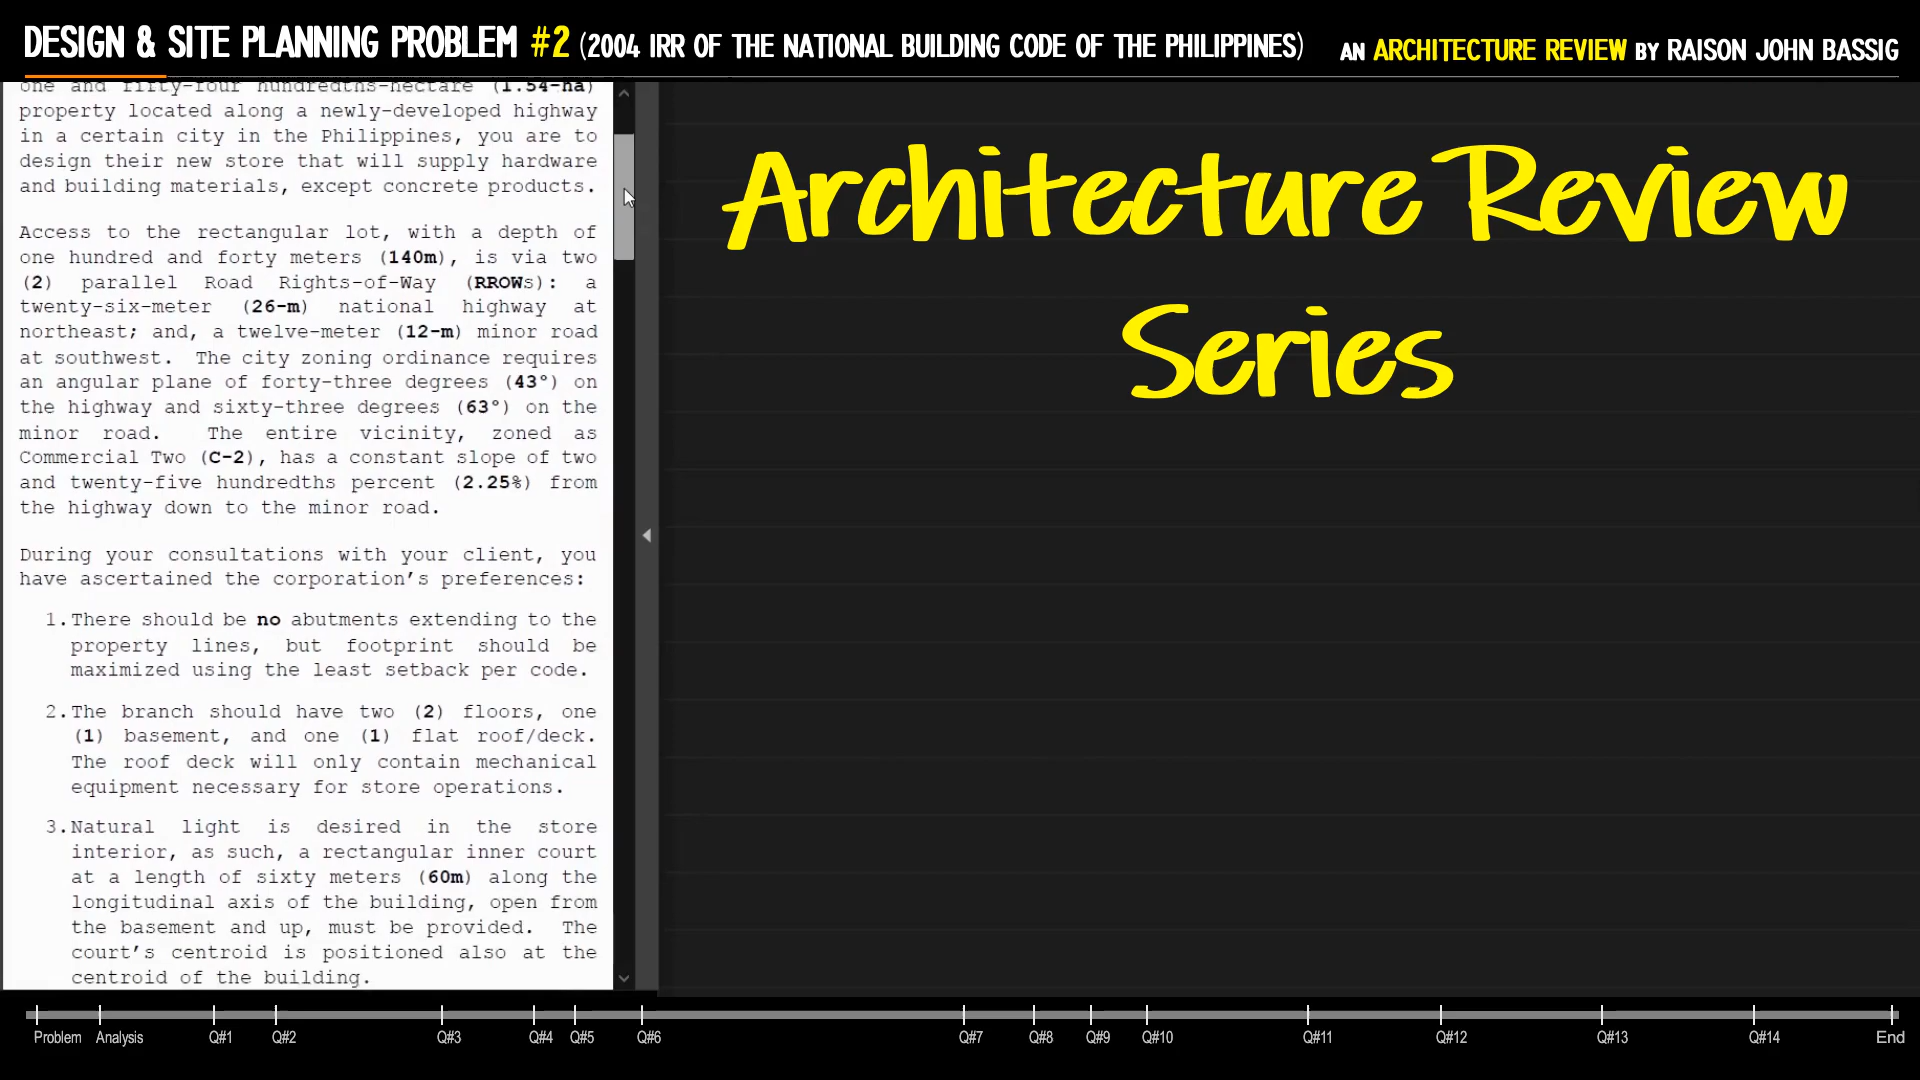 DESIGN & SITE PLANNING PROBLEM #2 (2004 IRR OF THE NATIONAL BUILDING CODE OF THE PHILIPPINES)
AN ARCHITECTURE REVIEW BY RAISON JOHN BASSIG
one and fifty-four hundredths-hectare (1.54-ha)
property located along a newly-developed highway
in a certain city in the Philippines, you are to
design their new store that will supply hardware
and building materials, except concrete products.
Access to the rectangular lot, with a depth of
one hundred and forty meters (140m), is via two
(2) parallel Road Rights-of-Way (RROWs): a
twenty-six-meter (26-m) national highway at
northeast; and, a twelve-meter (12-m) minor road
at southwest. The city zoning ordinance requires
an angular plane of forty-three degrees (43°) on
the highway and sixty-three degrees (63°) on the
minor road. The entire vicinity, zoned as
Commercial Two (C-2), has a constant slope of two
and twenty-five hundredths percent (2.25%) from
the highway down to the minor road.
During your consultations with your client, you
have ascertained the corporation's preferences:
1. There should be no abutments extending to the
property lines, but footprint should be
maximized using the least setback per code.
2. The branch should have two (2) floors, one
(1) basement, and one (1) flat roof/deck.
The roof deck will only contain mechanical
equipment necessary for store operations.
3. Natural light is desired in the store
interior, as such, a rectangular inner court
at a length of sixty meters (60m) along the
longitudinal axis of the building, open from
the basement and up, must be provided. The
court's centroid is positioned also at the
centroid of the building.
Architecture Review
Series
Problem Analysis Q#1 Q#2 Q#3 Q#4 Q#5 Q#6 Q#7 Q#8 Q#9 Q#10 Q#11 Q#12 Q#13 Q#14 End